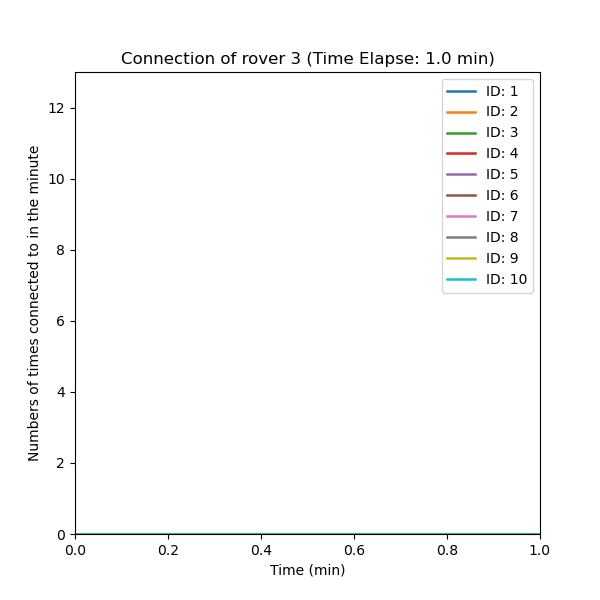 Connection of rover 3 (Time Elapse: 1.0 min)
ID: 1
ID: 2
ID: 3
ID: 4
ID: 5
ID: 6
ID: 7
ID: 8
ID: 9
ID: 10
Numbers of times connected to in the minute
12
10
8
6
4
2
0
0.0 0.2 0.4 0.6 0.8 1.0
Time (min)